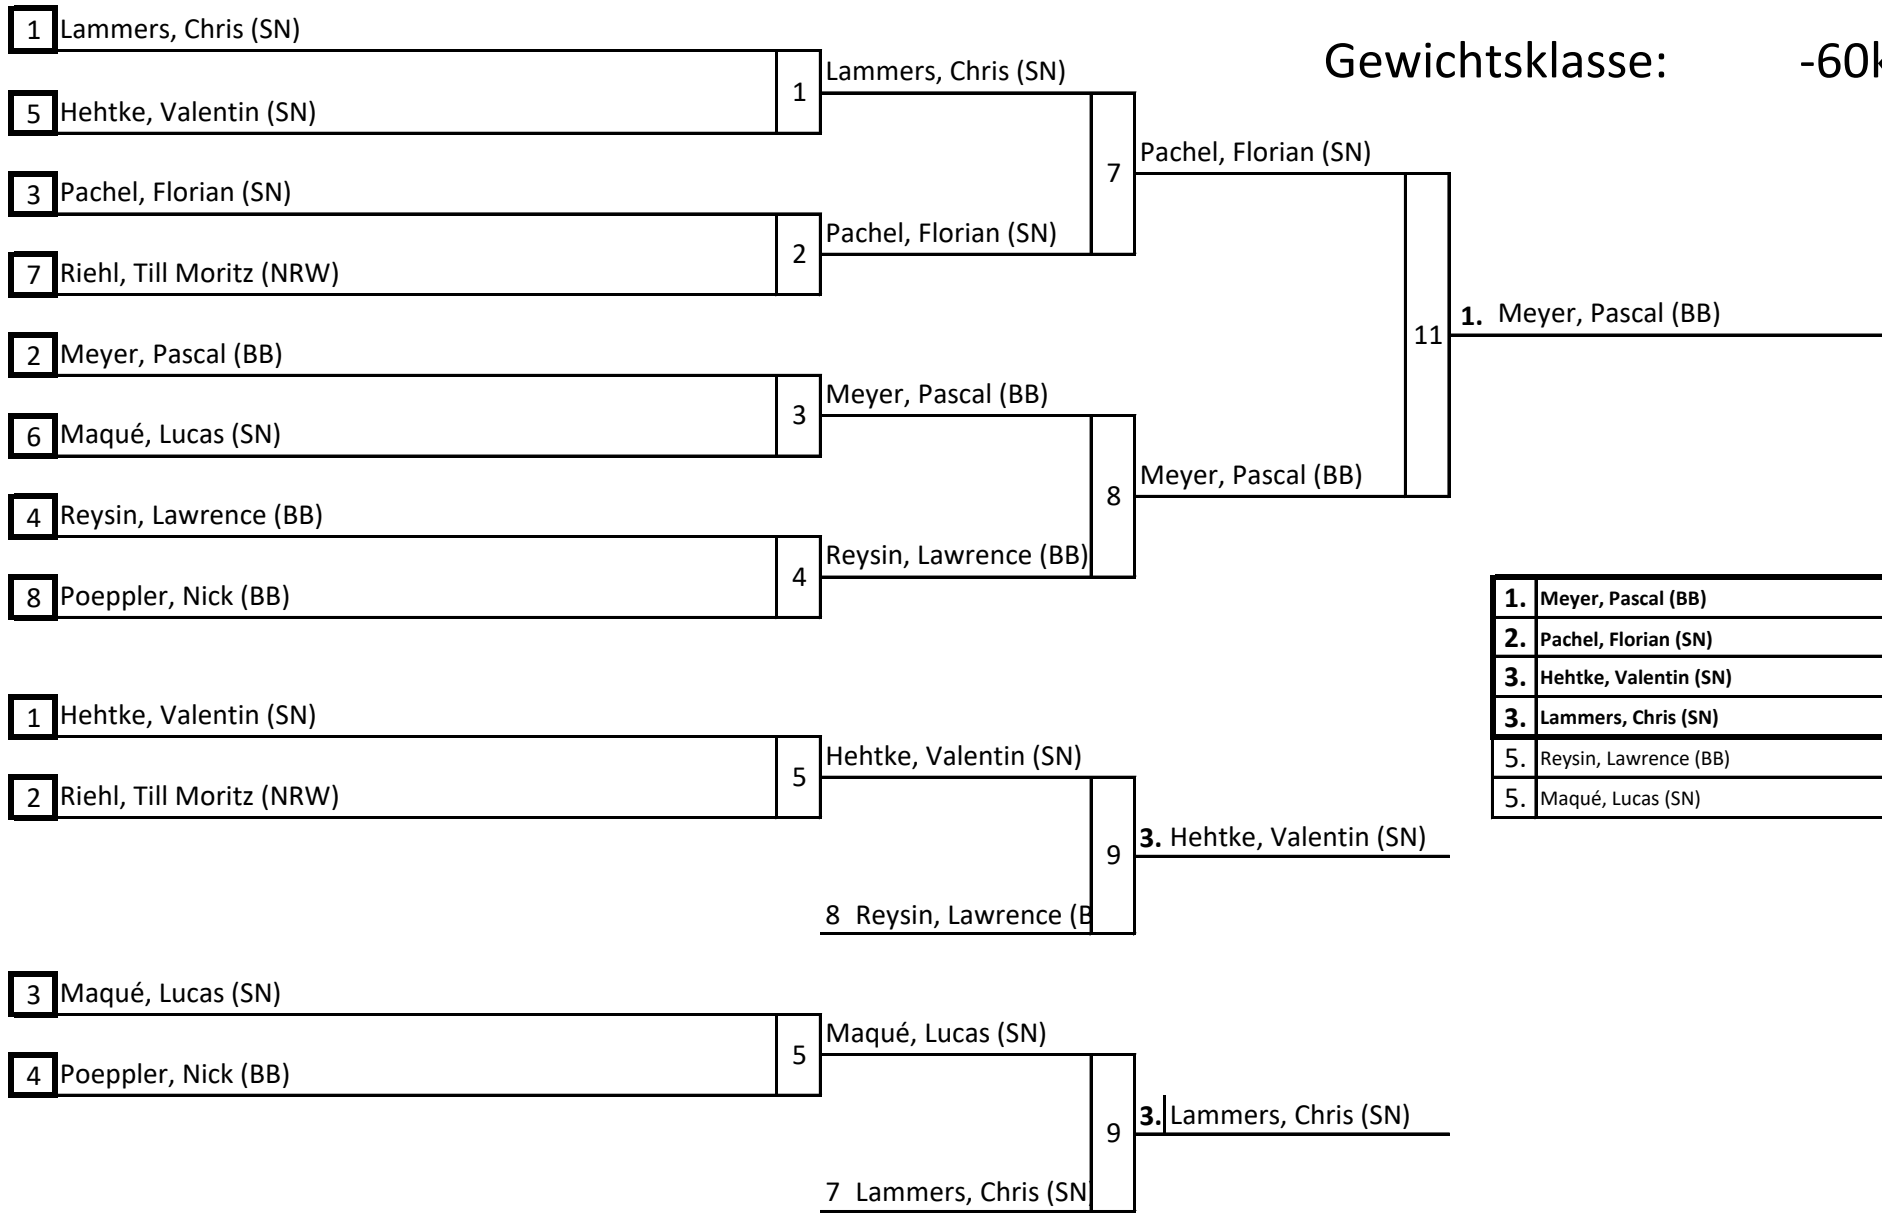 1 Lammers, Chris (SN)
Gewichtsklasse: -60k
1 Lammers, Chris (SN)
5 Hehtke, Valentin (SN)
7 Pachel, Florian (SN)
3 Pachel, Florian (SN)
2 Pachel, Florian (SN)
7 Riehl, Till Moritz (NRW)
11 1. Meyer, Pascal (BB)
2 Meyer, Pascal (BB)
3 Meyer, Pascal (BB)
6 Maqué, Lucas (SN)
8 Meyer, Pascal (BB)
4 Reysin, Lawrence (BB)
4 Reysin, Lawrence (BB)
8 Poeppler, Nick (BB)
1. Meyer, Pascal (BB)
2. Pachel, Florian (SN)
3. Hehtke, Valentin (SN)
3. Lammers, Chris (SN)
5. Reysin, Lawrence (BB)
5. Maqué, Lucas (SN)
1 Hehtke, Valentin (SN)
5 Hehtke, Valentin (SN)
2 Riehl, Till Moritz (NRW)
9 3. Hehtke, Valentin (SN)
8 Reysin, Lawrence (B
3 Maqué, Lucas (SN)
5 Maqué, Lucas (SN)
4 Poeppler, Nick (BB)
9 3. Lammers, Chris (SN)
7 Lammers, Chris (SN